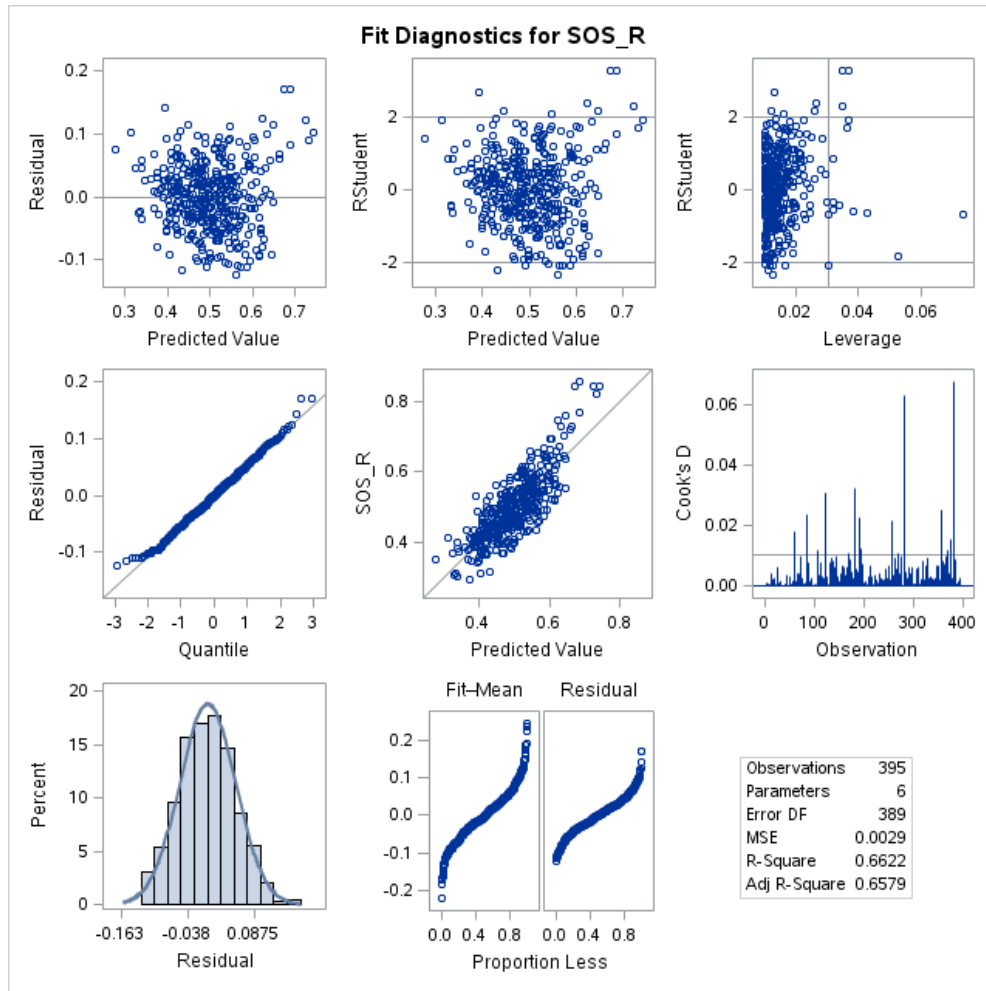 Fit Diagnostics for SOS_R
0.2
0.1
0.0
-0.1
Residual
0.3 0.4 0.5 0.6 0.7
Predicted Value
2
0
-2
RStudent
0.3 0.4 0.5 0.6 0.7
Predicted Value
2
0
-2
RStudent
0.02 0.04 0.06
Leverage
0.2
0.1
0.0
-0.1
Residual
-3 -2 -1 0 1 2 3
Quantile
0.8
0.6
0.4
SOS_R
0.4 0.6 0.8
Predicted Value
0.06
0.04
0.02
0.00
Cook's D
0 100 200 300 400
Observation
20
15
10
5
0
Percent
-0.163 -0.038 0.0875
Residual
Fit–Mean Residual
0.2
0.1
0.0
-0.1
-0.2
0.0 0.4 0.8 0.0 0.4 0.8
Proportion Less
Observations 395
Parameters 6
Error DF 389
MSE 0.0029
R-Square 0.6622
Adj R-Square 0.6579